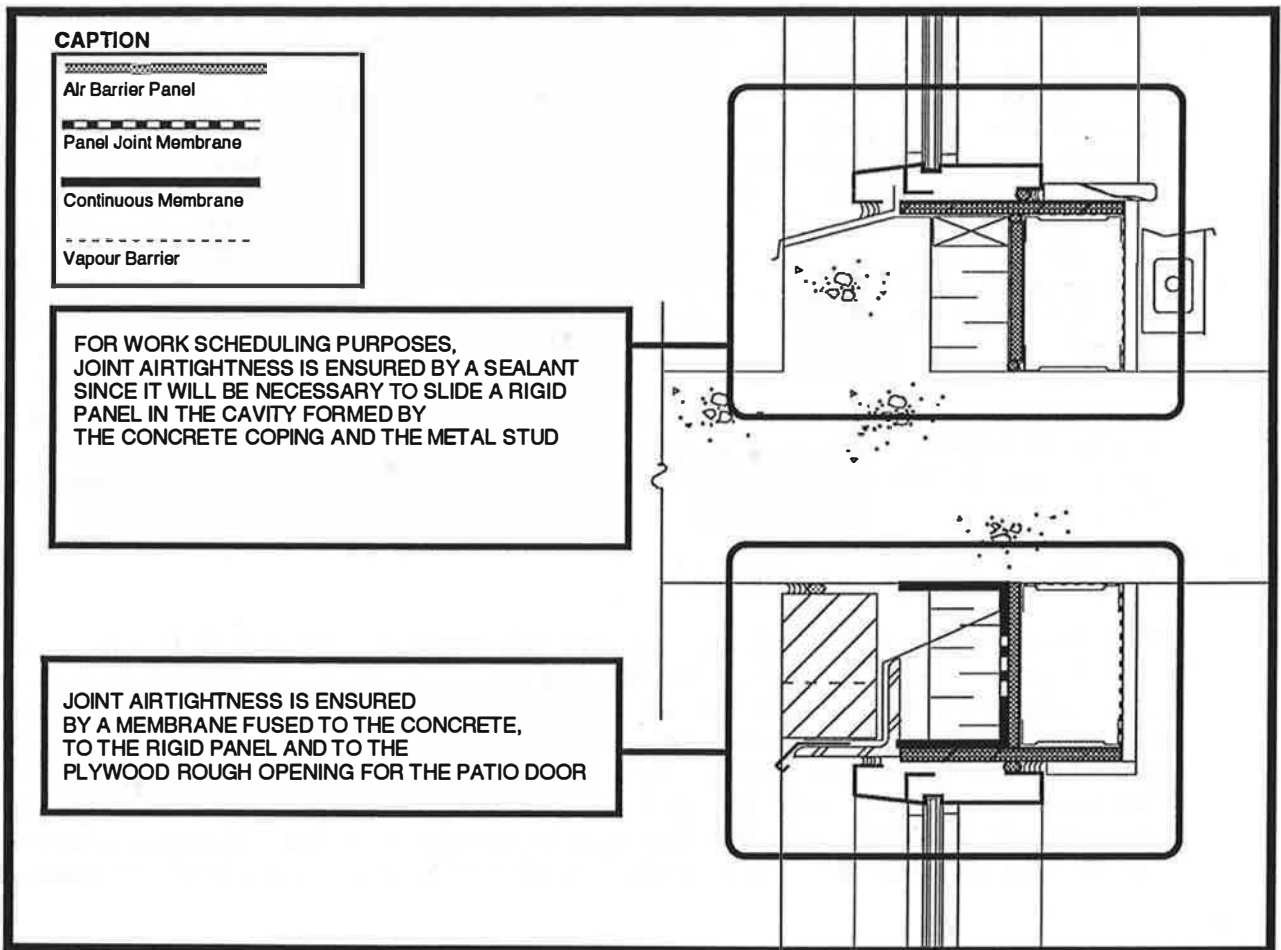 CAPTION
Air Barrier Panel
Panel Joint Membrane
Continuous Membrane
Vapour Barrier
FOR WORK SCHEDULING PURPOSES,
JOINT AIRTIGHTNESS IS ENSURED BY A SEALANT
SINCE IT WILL BE NECESSARY TO SLIDE A RIGID
PANEL IN THE CAVITY FORMED BY
THE CONCRETE COPING AND THE METAL STUD
JOINT AIRTIGHTNESS IS ENSURED
BY A MEMBRANE FUSED TO THE CONCRETE,
TO THE RIGID PANEL AND TO THE
PLYWOOD ROUGH OPENING FOR THE PATIO DOOR